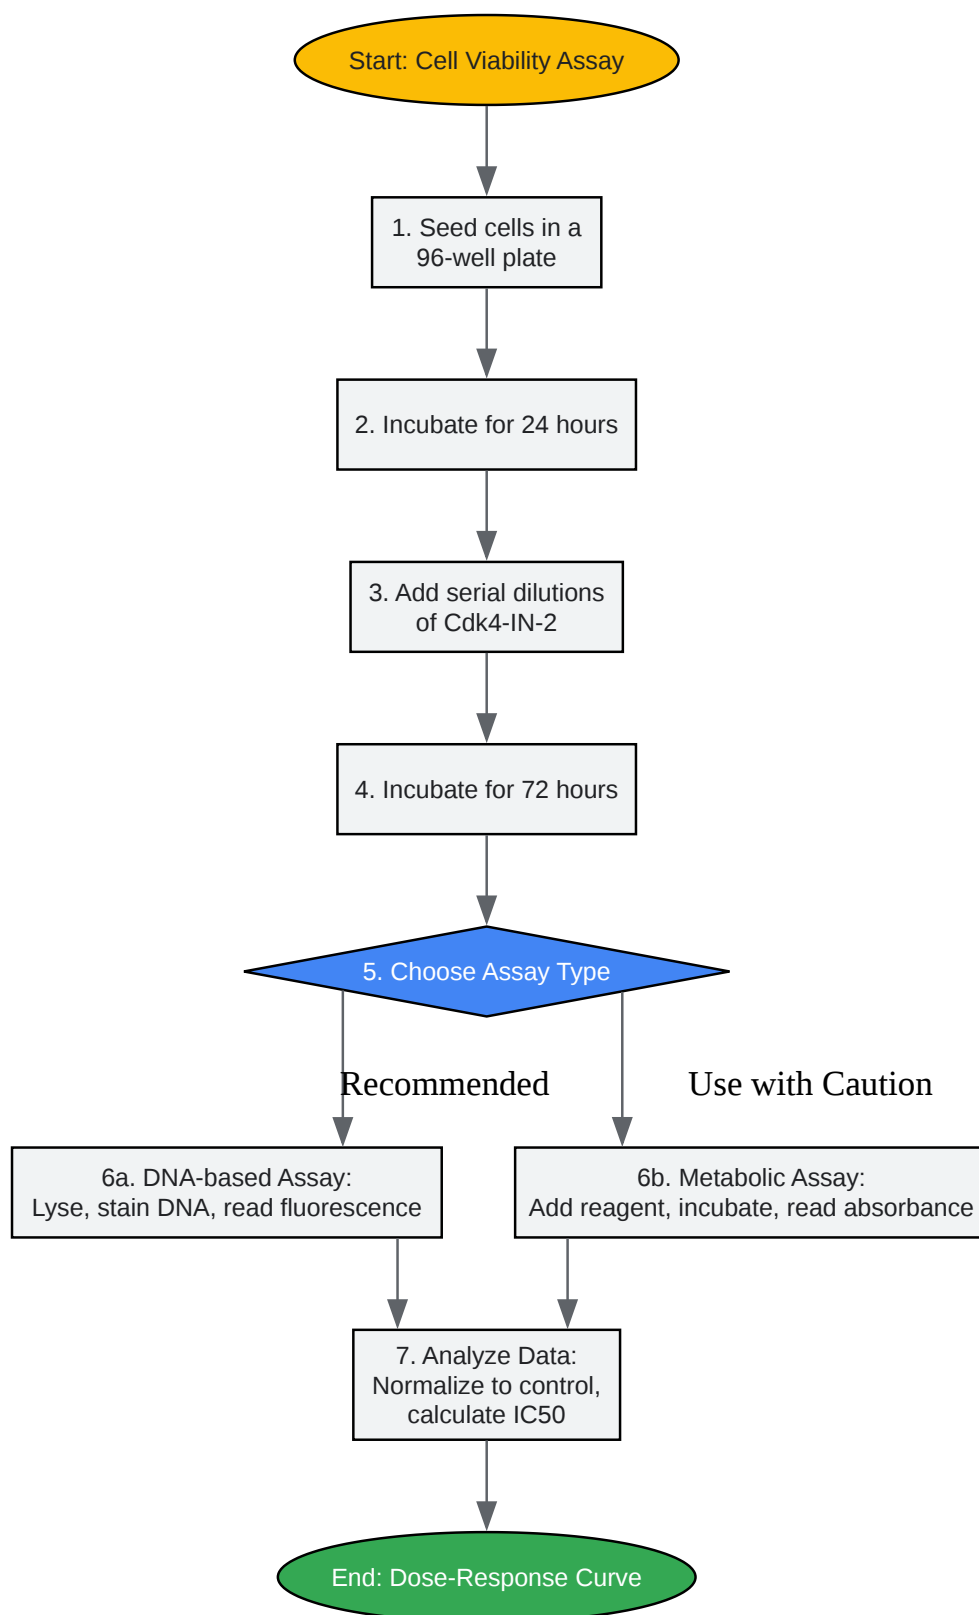 Start: Cell Viability Assay
1. Seed cells in a
96-well plate
2. Incubate for 24 hours
3. Add serial dilutions
of Cdk4-IN-2
4. Incubate for 72 hours
5. Choose Assay Type
Recommended
Use with Caution
6a. DNA-based Assay:
Lyse, stain DNA, read fluorescence
6b. Metabolic Assay:
Add reagent, incubate, read absorbance
7. Analyze Data:
Normalize to control,
calculate IC50
End: Dose-Response Curve